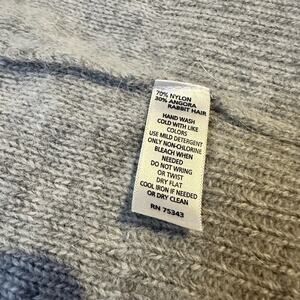 70% NYLON
30% ANGORA
RABBIT HAIR
HAND WASH
COLD WITH LIKE
COLORS
USE MILD DETERGENT
ONLY NON-CHLORINE
BLEACH WHEN
NEEDED
DO NOT WRING
OR TWIST
DRY FLAT
COOL IRON IF NEEDED
OR DRY CLEAN
RN 75343